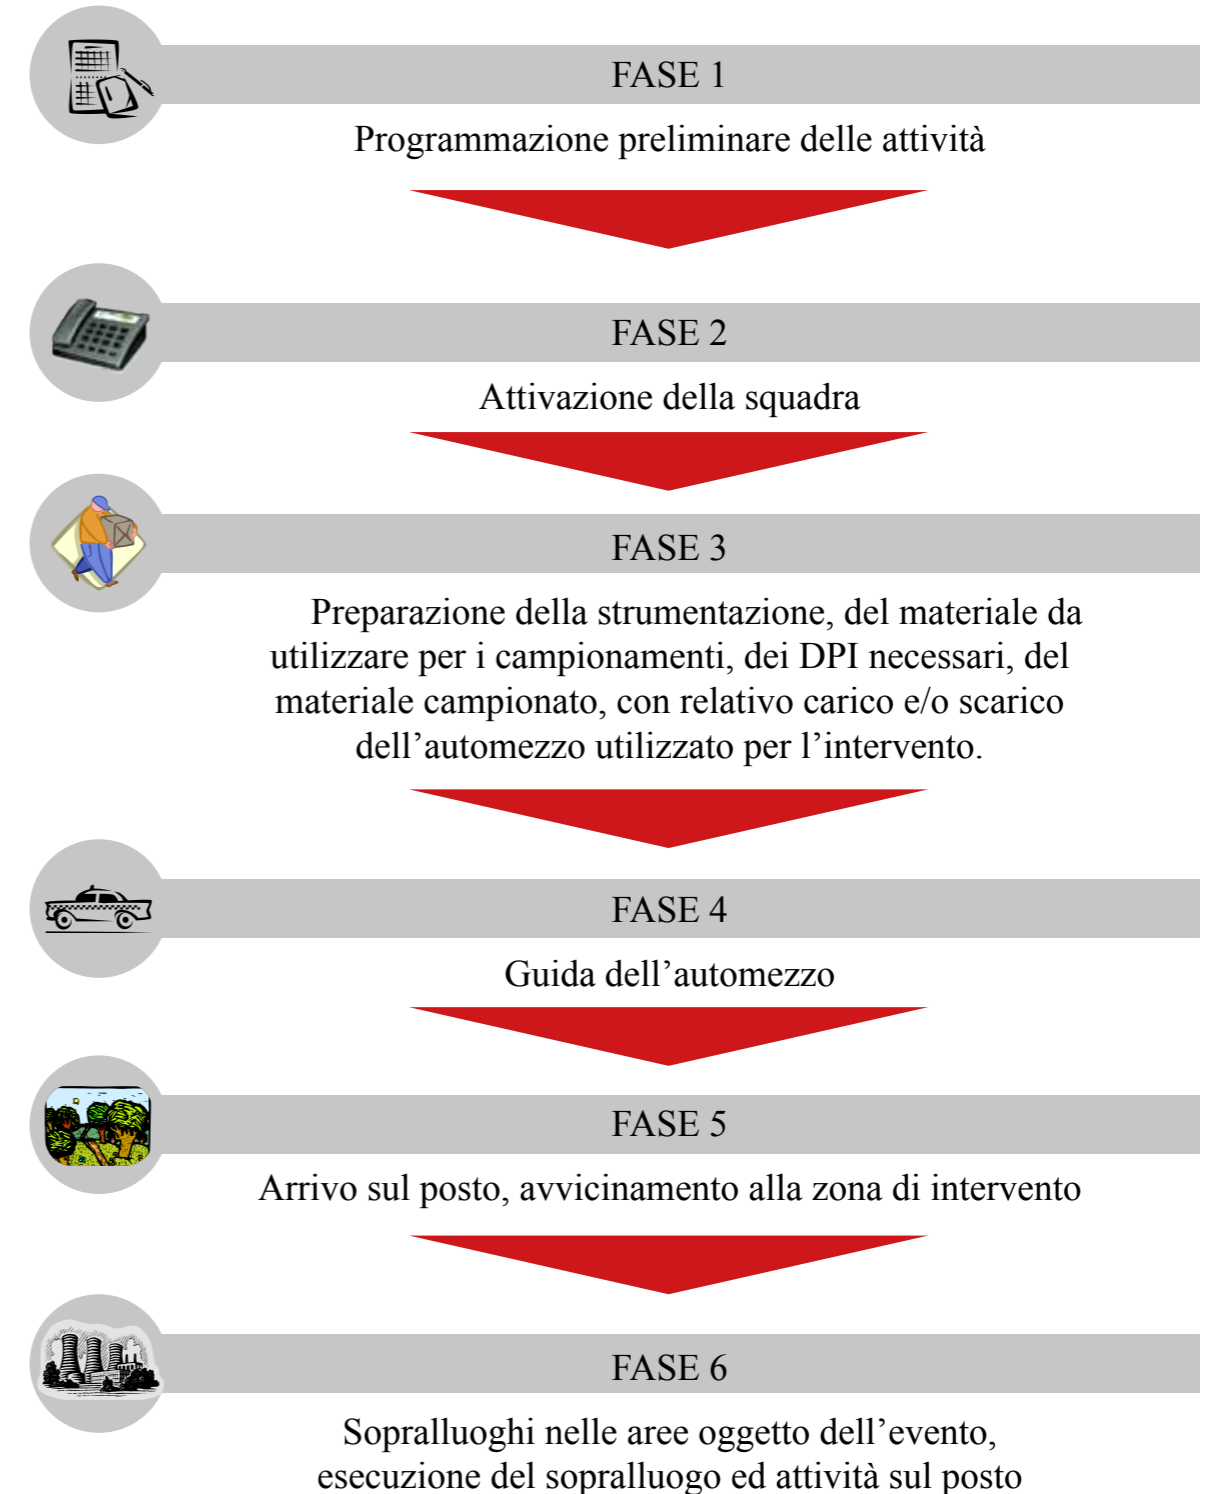 FASE 1
Programmazione preliminare delle attività
FASE 2
Attivazione della squadra
FASE 3
Preparazione della strumentazione, del materiale da
utilizzare per i campionamenti, dei DPI necessari, del
materiale campionato, con relativo carico e/o scarico
dell’automezzo utilizzato per l’intervento.
FASE 4
Guida dell’automezzo
FASE 5
Arrivo sul posto, avvicinamento alla zona di intervento
FASE 6
Sopralluoghi nelle aree oggetto dell’evento,
esecuzione del sopralluogo ed attività sul posto